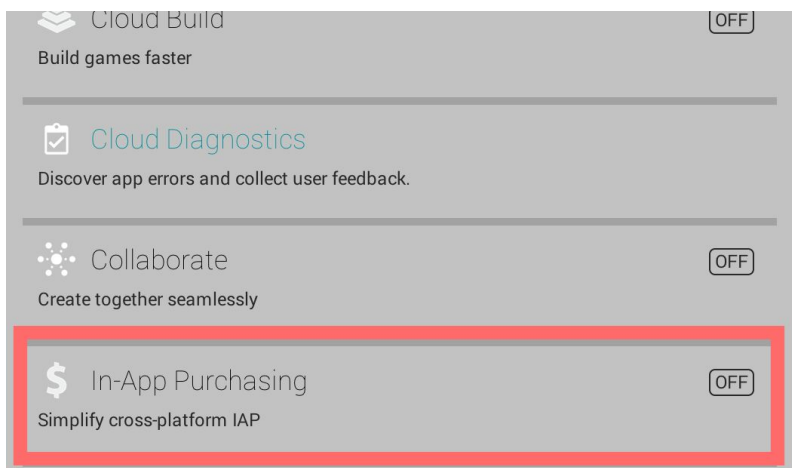 Cloud Build
OFF
Build games faster
Cloud Diagnostics
Discover app errors and collect user feedback.
Collaborate
OFF
Create together seamlessly
In-App Purchasing
OFF
Simplify cross-platform IAP